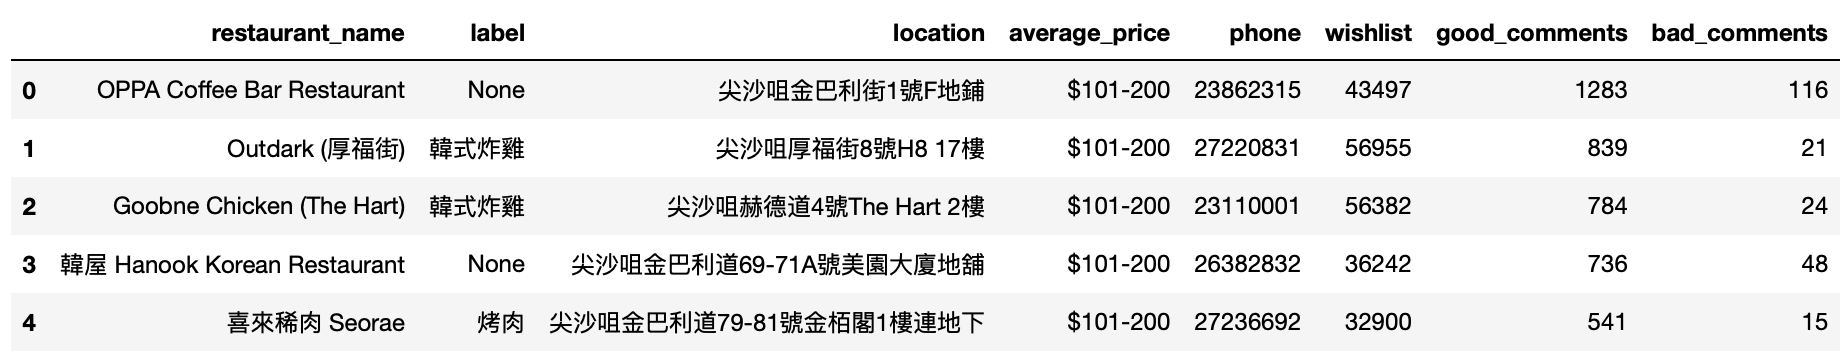 restaurant_name label location average_price phone wishlist good_comments bad_comments
0 OPPA Coffee Bar Restaurant None 尖沙咀金巴利街1號F地鋪 $101-200 23862315 43497 1283 116
1 Outdark (厚福街) 韓式炸雞 尖沙咀厚福街8號H8 17樓 $101-200 27220831 56955 839 21
2 Goobne Chicken (The Hart) 韓式炸雞 尖沙咀赫德道4號The Hart 2樓 $101-200 23110001 56382 784 24
3 韓屋 Hanook Korean Restaurant None 尖沙咀金巴利道69-71A號美園大廈地舖 $101-200 26382832 36242 736 48
4 喜來稀肉 Seorae 烤肉 尖沙咀金巴利道79-81號金栢閣1樓連地下 $101-200 27236692 32900 541 15